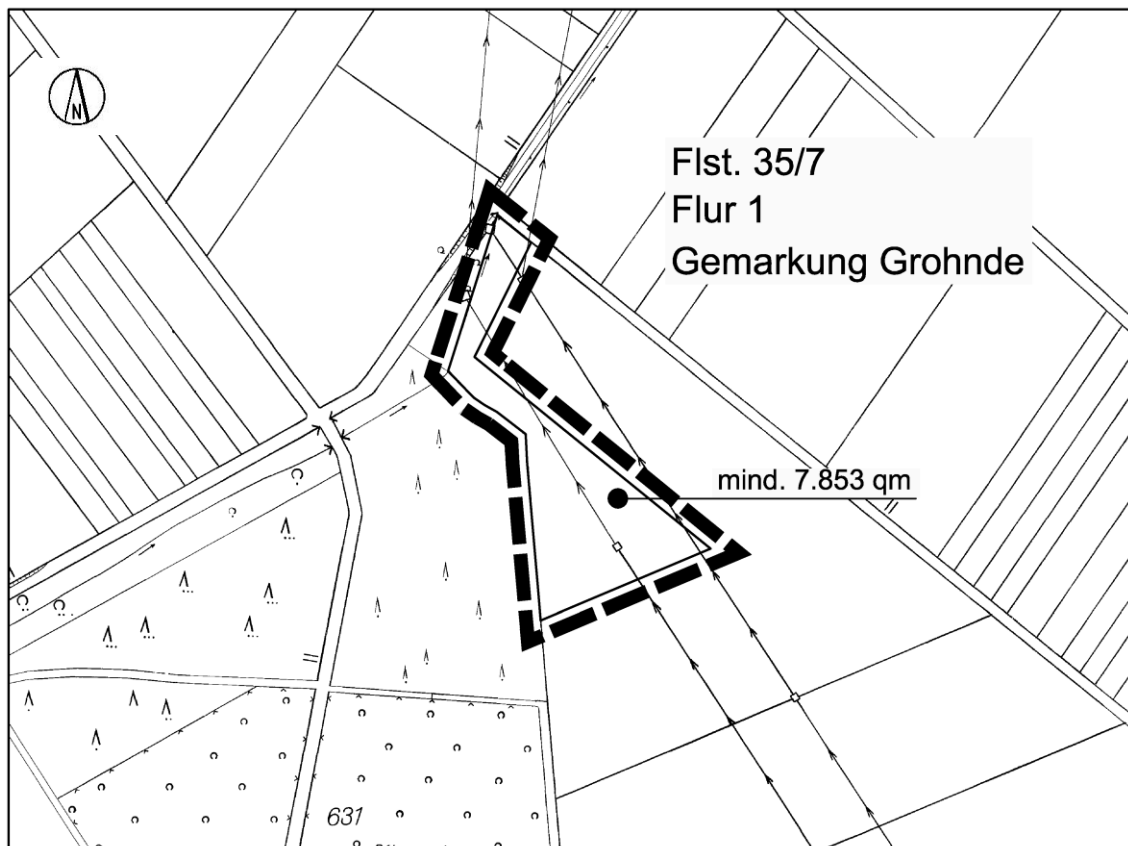 N
Flst. 35/7
Flur 1
Gemarkung Grohnde
mind. 7.853 qm
631